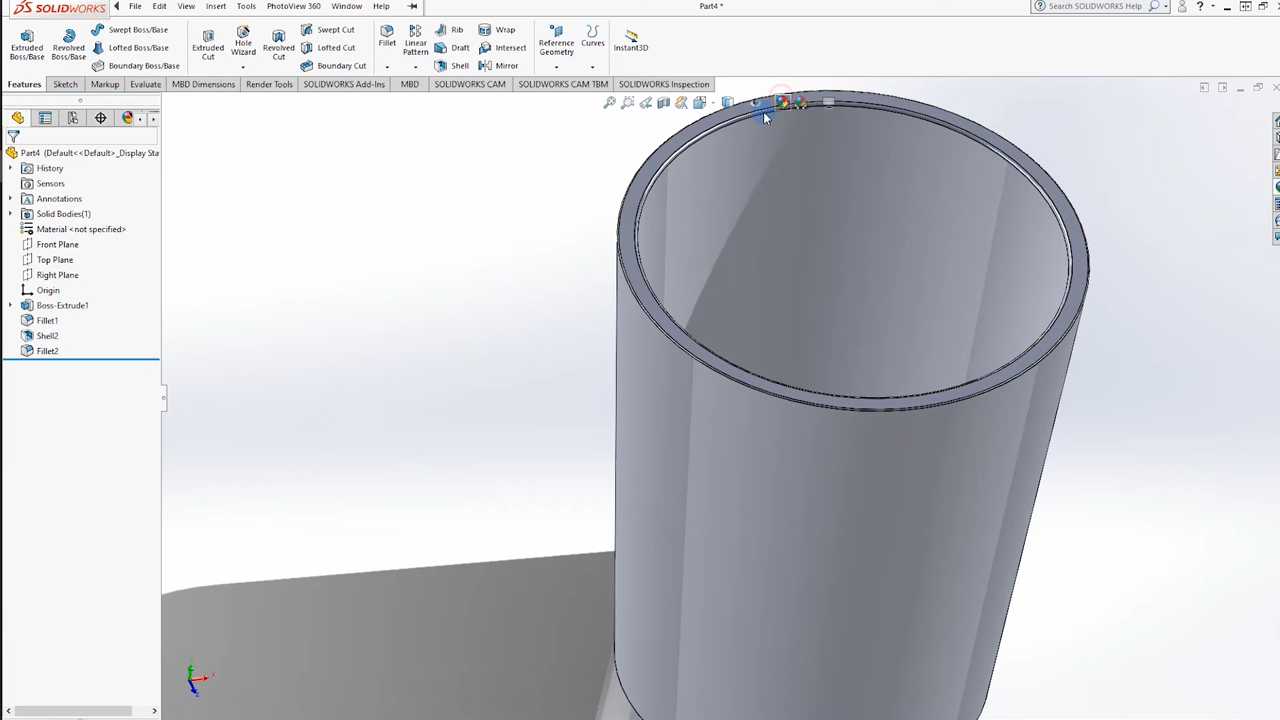 SOLIDWORKS File Edit View Insert Tools PhotoView 360 Window Help Part4 * Search SOLIDWORKS Help ?
Extruded Boss/Base Revolved Boss/Base Swept Boss/Base Lofted Boss/Base Boundary Boss/Base Extruded Cut Hole Wizard Revolved Cut Swept Cut Lofted Cut Boundary Cut Fillet Linear Pattern Rib Draft Shell Wrap Intersect Mirror Reference Geometry Curves Instant3D
Features Sketch Markup Evaluate MBD Dimensions Render Tools SOLIDWORKS Add-Ins MBD SOLIDWORKS CAM SOLIDWORKS CAM TBM SOLIDWORKS Inspection
Part4 (Default<<Default>_Display Sta
History
Sensors
Annotations
Solid Bodies(1)
Material <not specified>
Front Plane
Top Plane
Right Plane
Origin
Boss-Extrude1
Fillet1
Shell2
Fillet2